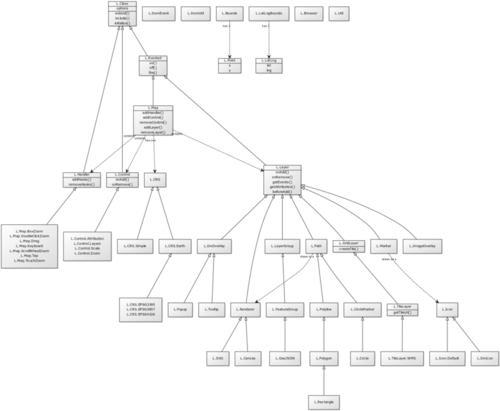 L.Class
options
extend()
include()
initialize()
L.DomEvent
L.DomUtil
L.Bounds
L.LatLngBounds
L.Browser
L.Util
has 2
has 2
L.Evented
on()
off()
fire()
L.Point
x
y
L.LatLng
lat
lng
L.Map
addHandler()
addControl()
removeControl()
addLayer()
removeLayer()
L.Handler
addHooks()
removeHooks()
L.Control
onAdd()
onRemove()
L.CRS
L.Layer
onAdd()
onRemove()
getEvents()
getAttribution()
beforeAdd()
L.Map.BoxZoom
L.Map.DoubleClickZoom
L.Map.Drag
L.Map.Keyboard
L.Map.ScrollWheelZoom
L.Map.Tap
L.Map.TouchZoom
L.Control.Attribution
L.Control.Layers
L.Control.Scale
L.Control.Zoom
L.CRS.Simple
L.CRS.Earth
L.DivOverlay
L.LayerGroup
L.Path
L.GridLayer
createTile()
L.Marker
L.ImageOverlay
L.CRS.EPSG3395
L.CRS.EPSG3857
L.CRS.EPSG4326
L.Popup
L.Tooltip
L.Renderer
L.FeatureGroup
L.Polyline
L.CircleMarker
L.TileLayer
getTileUrl()
L.Icon
L.SVG
L.Canvas
L.GeoJSON
L.Polygon
L.Circle
L.TileLayer.WMS
L.Icon.Default
L.DivIcon
L.Rectangle